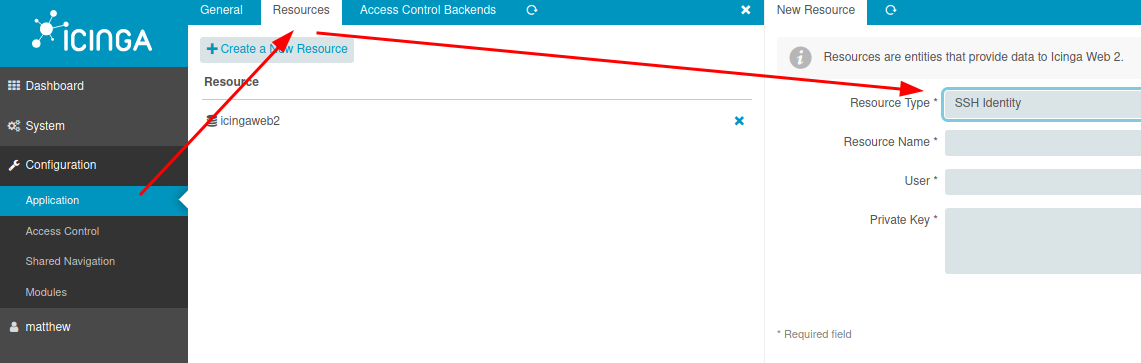 ICINGA
Dashboard
System
Configuration
Application
Access Control
Shared Navigation
Modules
matthew
General Resources Access Control Backends
Create a New Resource
Resource
icingaweb2
New Resource
Resources are entities that provide data to Icinga Web 2.
Resource Type * SSH Identity
Resource Name *
User *
Private Key *
* Required field